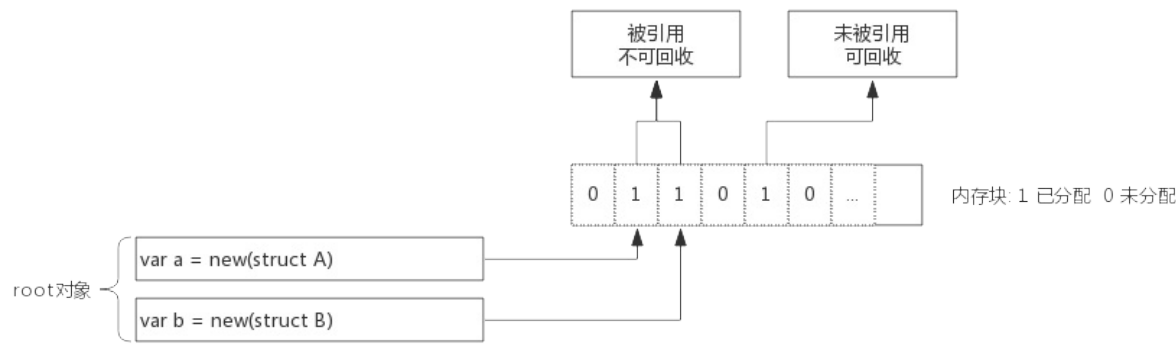 被引用
不可回收
未被引用
可回收
0 1 1 0 1 0 ...
内存块: 1 已分配 0 未分配
var a = new(struct A)
root对象
var b = new(struct B)